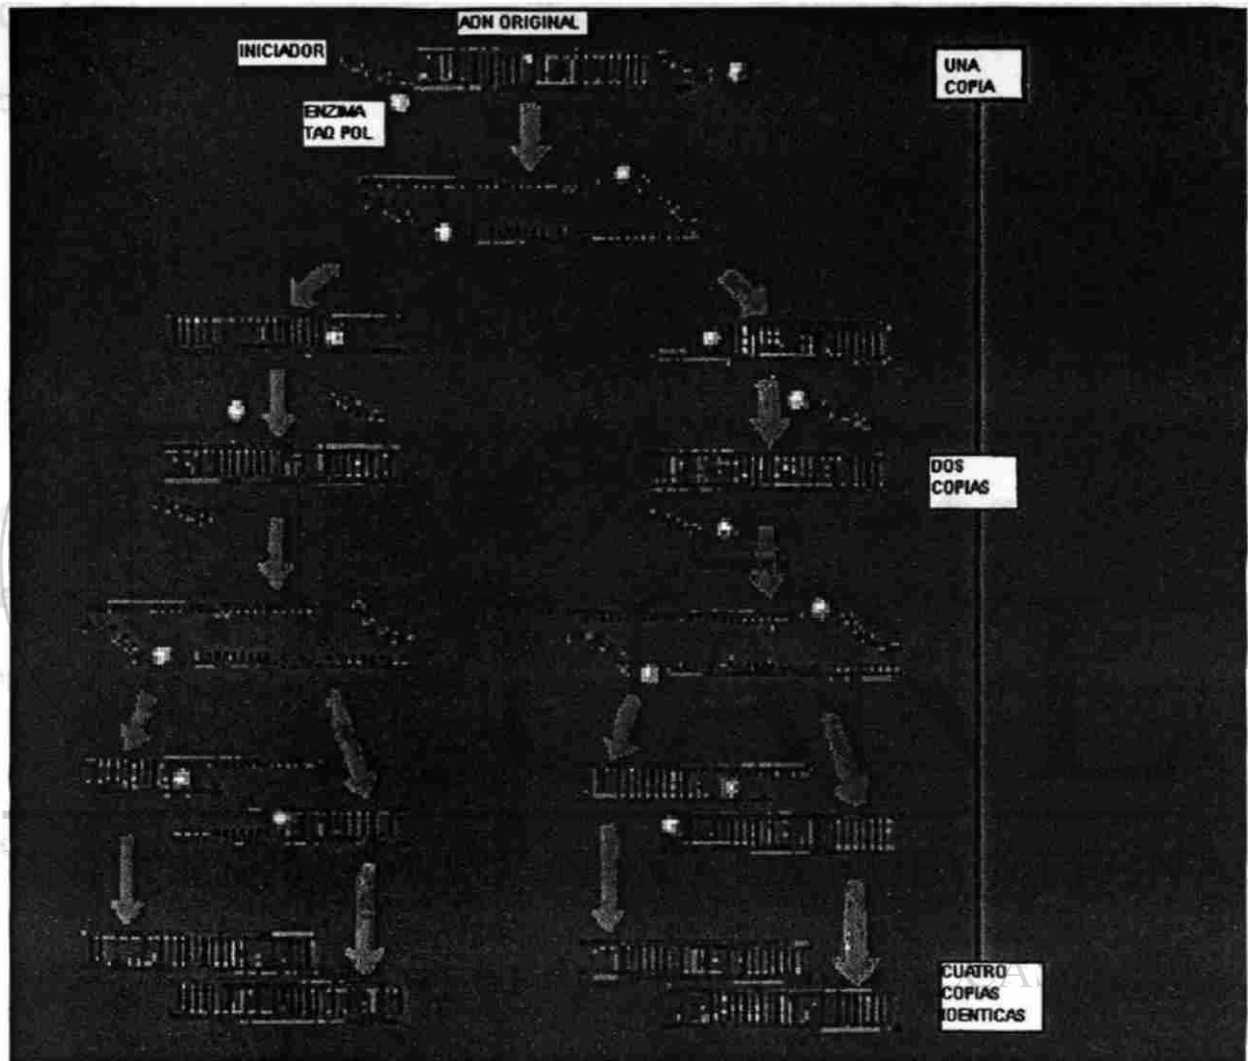 ADN ORIGINAL
INICIADOR
UNA
COPIA
ENZIMA
TAQ POL
DOS
COPIAS
CUATRO
COPIAS
IDENTICAS